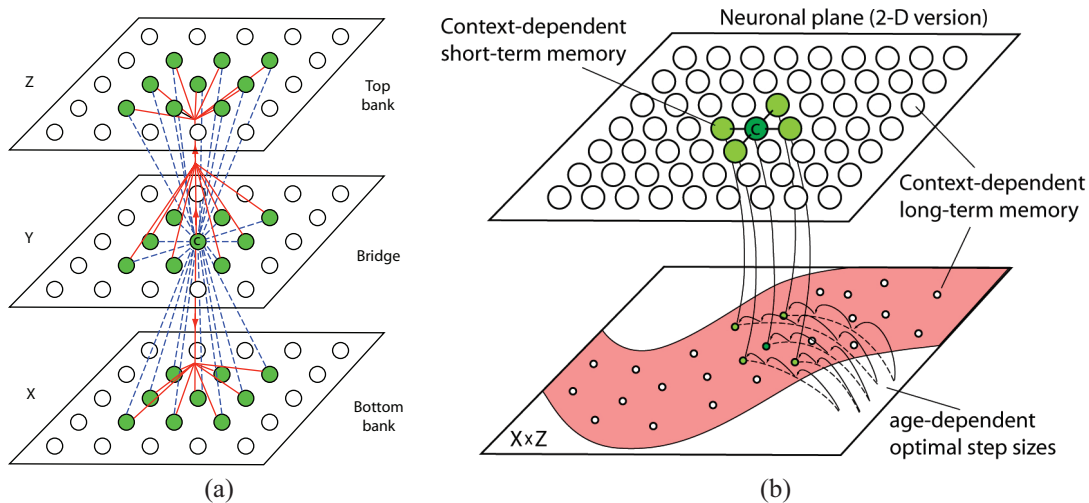 Z
Top
bank
Y
C
Bridge
X
Bottom
bank
(a)
Neuronal plane (2-D version)
Context-dependent
short-term memory
C
Context-dependent
long-term memory
X×Z
age-dependent
optimal step sizes
(b)